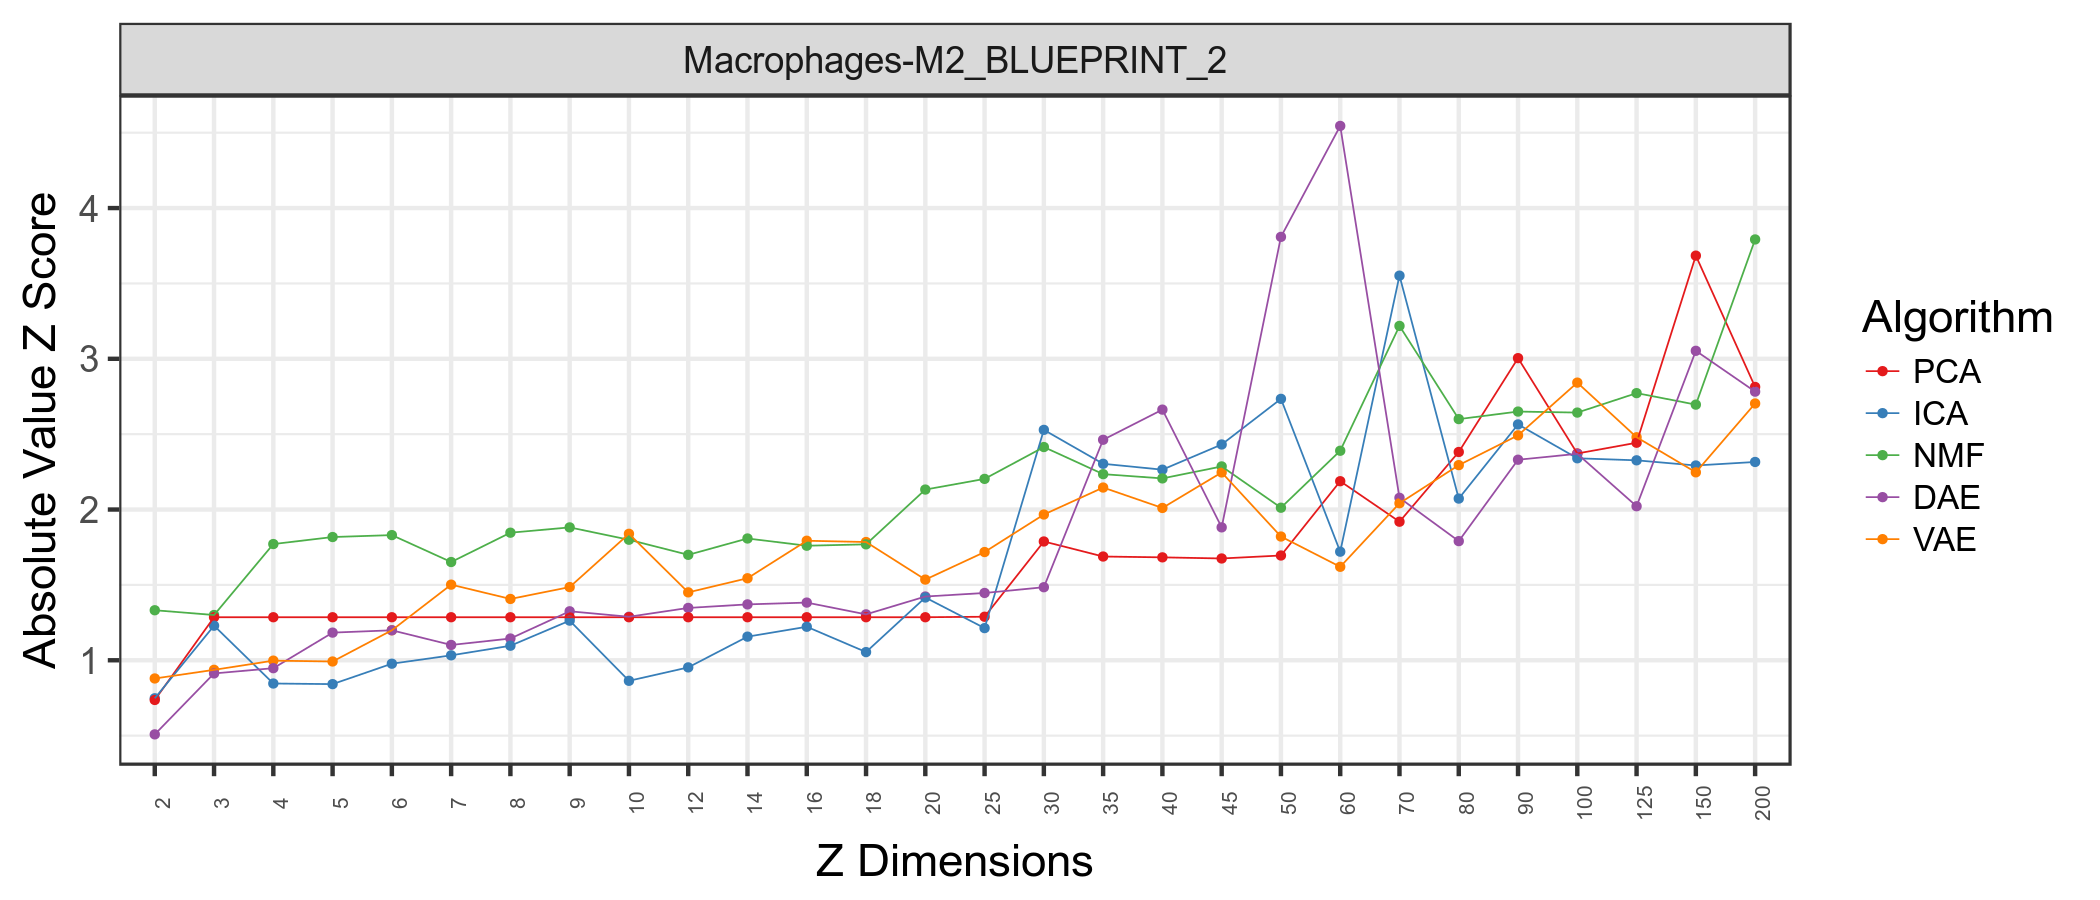 Macrophages-M2_BLUEPRINT_2
Absolute Value Z Score
4
3
2
1
2 3 4 5 6 7 8 9 10 12 14 16 18 20 25 30 35 40 45 50 60 70 80 90 100 125 150 200
Z Dimensions
Algorithm
PCA
ICA
NMF
DAE
VAE